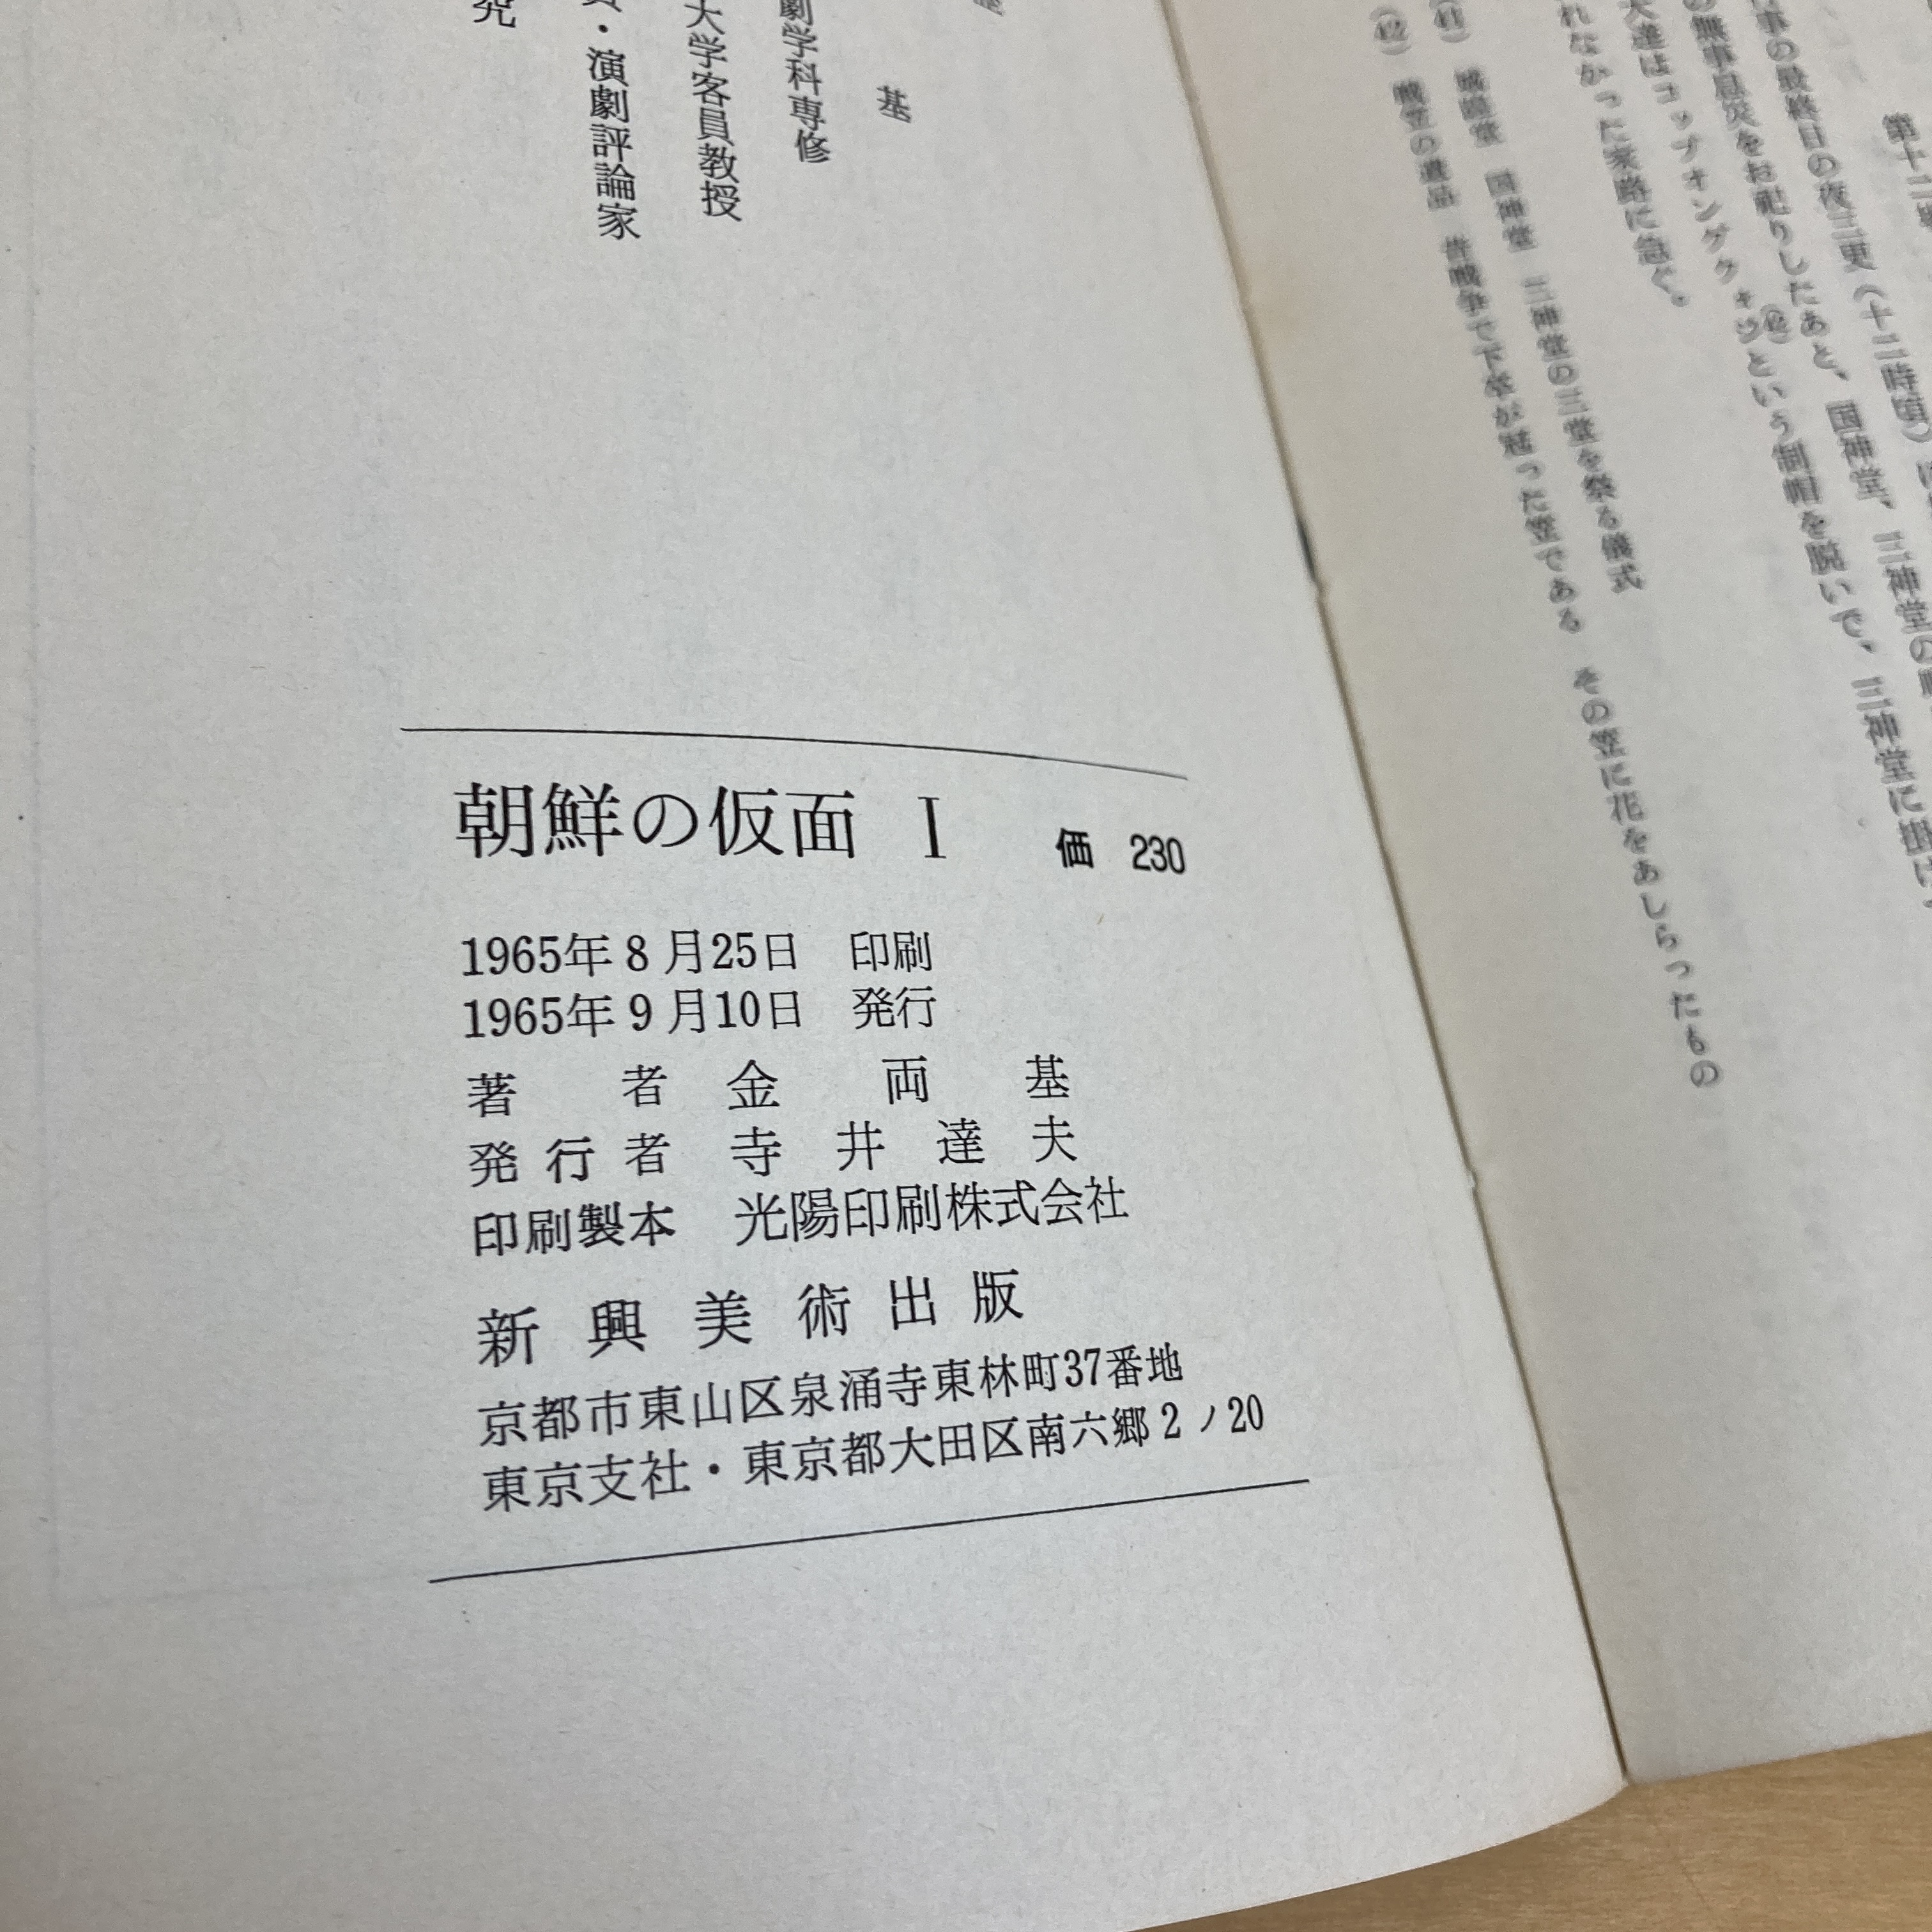 第十二場
事の最終日の夜三更(十二時頃)
の無事息災をお祀りしたあと、国神堂、三神堂の
大達はコッブオンゲクキジという制帽を脱いで、三神堂に掛け、
れなかった家路に急ぐ。
(41) 城隍堂 国神堂 三神堂の三堂を祭る儀式
(42) 戦堂の遺品 昔戦争で下卒が冠った笠である その笠に花をあしらったもの
基
劇学科専修
大学客員教授
・演劇評論家
究
朝鮮の仮面 Ⅰ 価 230
1965年8月25日 印刷
1965年9月10日 発行
著者 金両基
発行者 寺井達夫
印刷製本 光陽印刷株式会社
新興美術出版
京都市東山区泉涌寺東林町37番地
東京支社・東京都大田区南六郷2ノ20